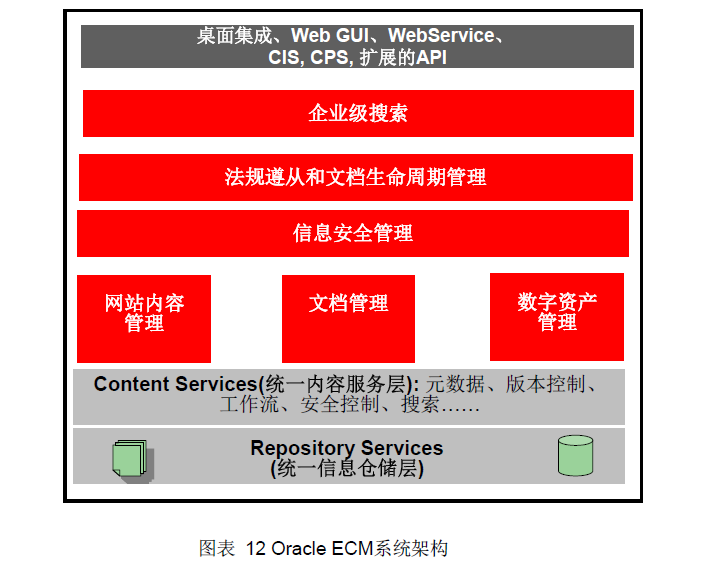 桌面集成、Web GUI、WebService、
CIS, CPS, 扩展的API
企业级搜索
法规遵从和文档生命周期管理
信息安全管理
网站内容
管理
文档管理
数字资产
管理
Content Services(统一内容服务层): 元数据、版本控制、
工作流、安全控制、搜索……
Repository Services
(统一信息仓储层)
图表 12 Oracle ECM系统架构